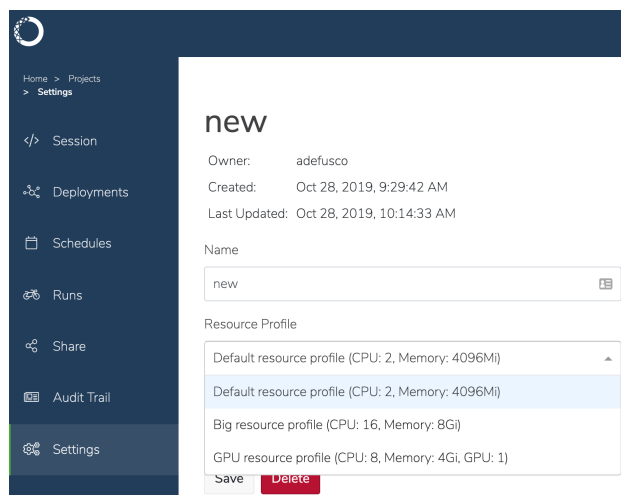 Home > Projects
> Settings
</> Session
Deployments
Schedules
Runs
Share
Audit Trail
Settings
new
Owner: adefusco
Created: Oct 28, 2019, 9:29:42 AM
Last Updated: Oct 28, 2019, 10:14:33 AM
Name
new
Resource Profile
Default resource profile (CPU: 2, Memory: 4096Mi)
Default resource profile (CPU: 2, Memory: 4096Mi)
Big resource profile (CPU: 16, Memory: 8Gi)
GPU resource profile (CPU: 8, Memory: 4Gi, GPU: 1)
Save Delete